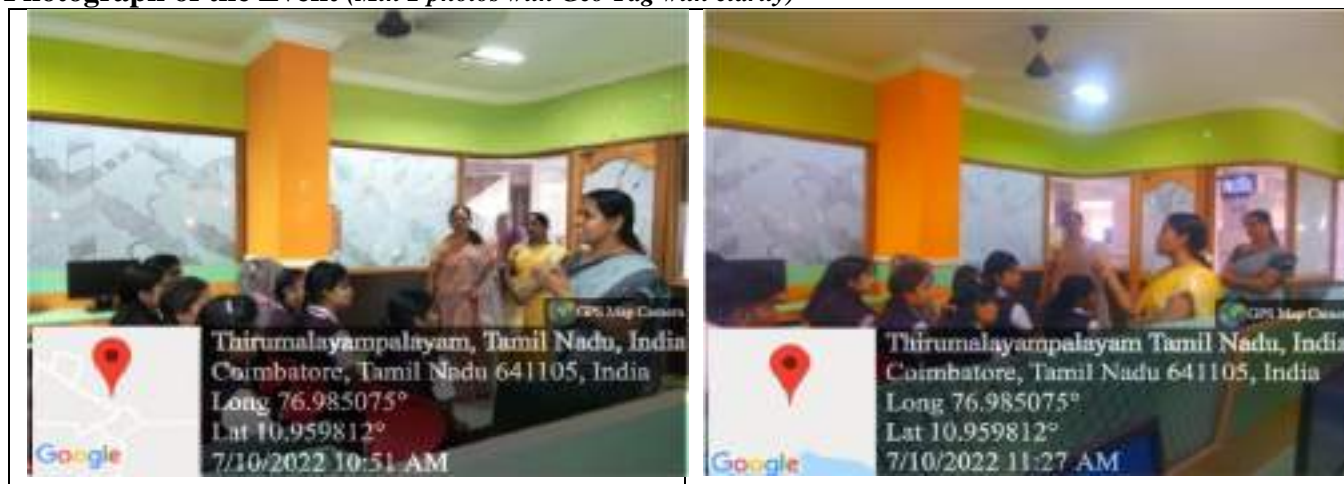 Photograph of the Event (Min 2 photos with Geo Tag with clarity)
GPS Map Camera
Thirumalayampalayam, Tamil Nadu, India
Coimbatore, Tamil Nadu 641105, India
Long 76.985075°
Lat 10.959812°
7/10/2022 10:51 AM
Google
GPS Map Camera
Thirumalayampalayam Tamil Nadu, India
Coimbatore, Tamil Nadu 641105, India
Long 76.985075°
Lat 10.959812°
7/10/2022 11:27 AM
Google